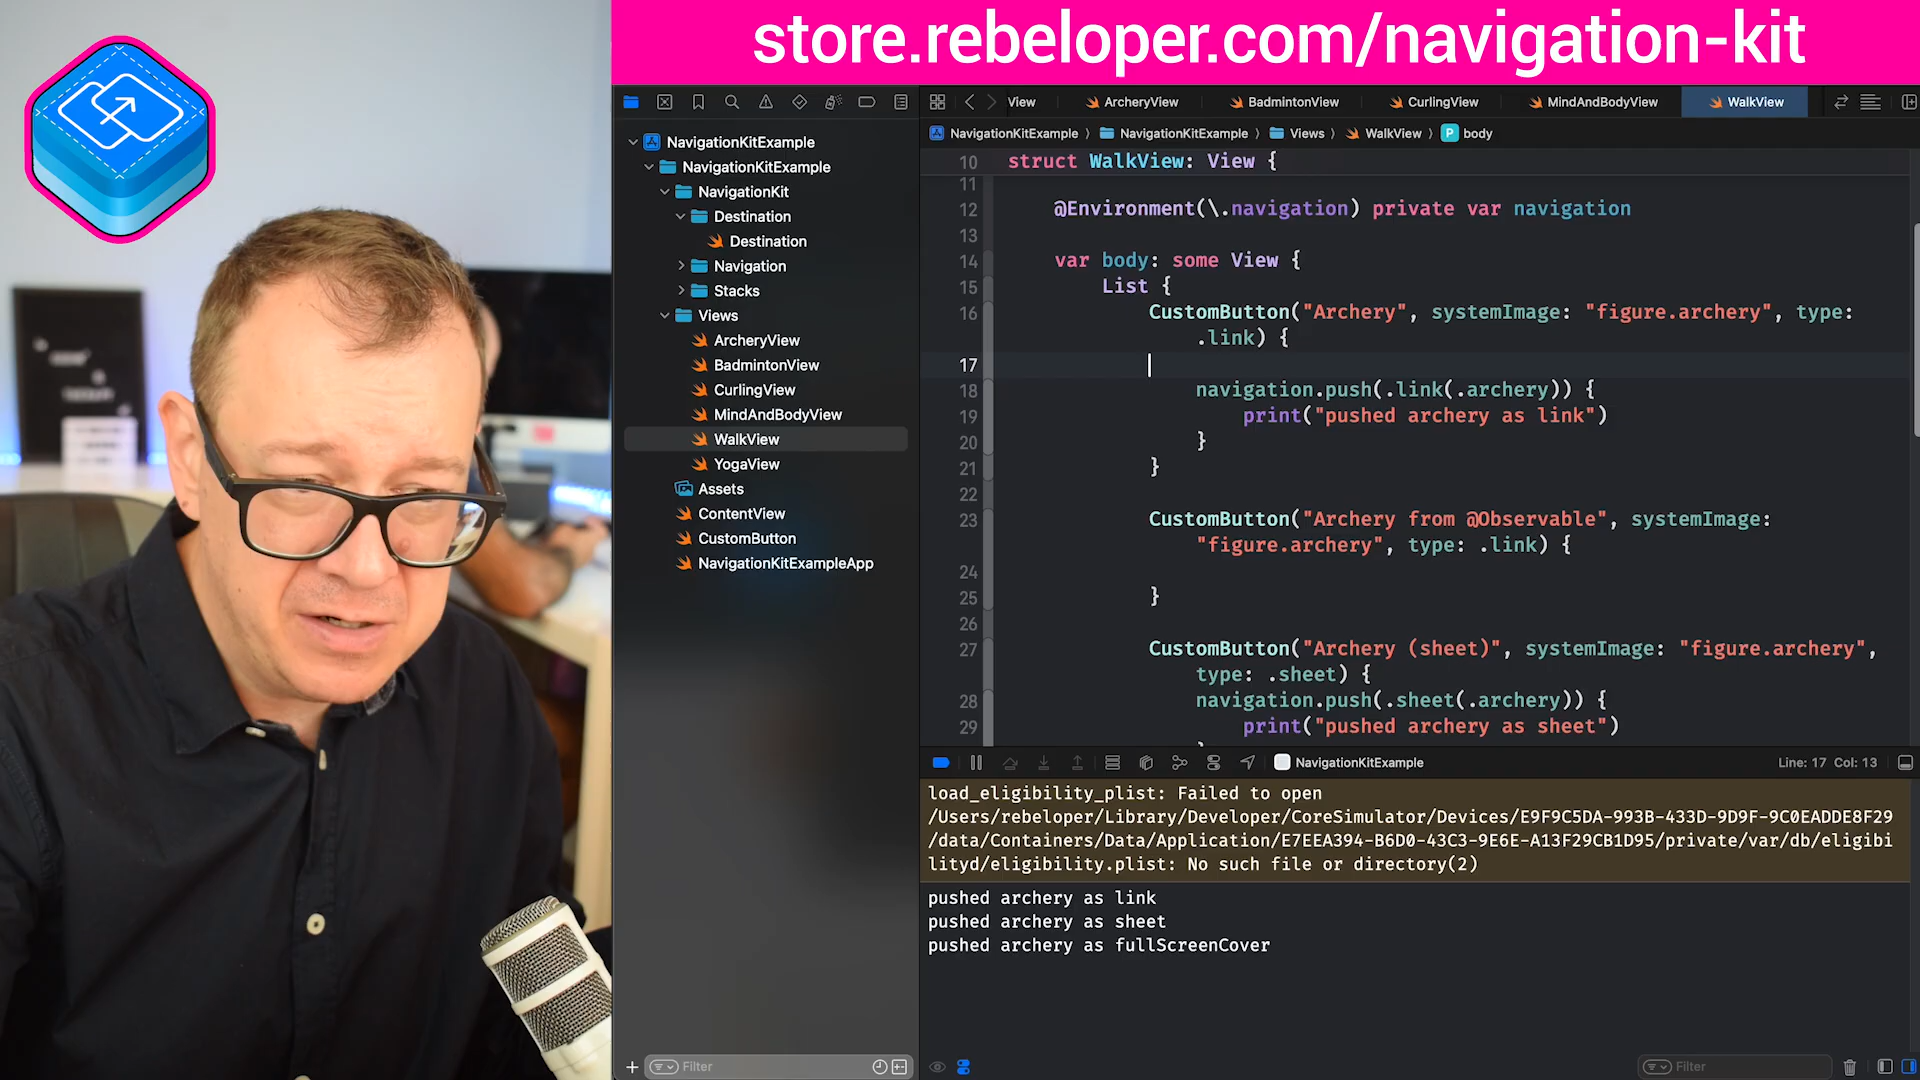 store.rebeloper.com/navigation-kit
View
ArcheryView
BadmintonView
CurlingView
MindAndBodyView
WalkView
NavigationKitExample
NavigationKitExample
Views
WalkView
P
body
NavigationKitExample
NavigationKitExample
NavigationKit
Destination
Destination
Navigation
Stacks
Views
ArcheryView
BadmintonView
CurlingView
MindAndBodyView
WalkView
YogaView
Assets
ContentView
CustomButton
NavigationKitExampleApp
Filter
10 struct WalkView: View {
11
12 @Environment(\.navigation) private var navigation
13
14 var body: some View {
15 List {
16 CustomButton("Archery", systemImage: "figure.archery", type:
.link) {
17
18 navigation.push(.link(.archery)) {
19 print("pushed archery as link")
20 }
21 }
22
23 CustomButton("Archery from @Observable", systemImage:
"figure.archery", type: .link) {
24
25 }
26
27 CustomButton("Archery (sheet)", systemImage: "figure.archery",
type: .sheet) {
28 navigation.push(.sheet(.archery)) {
29 print("pushed archery as sheet")
NavigationKitExample
Line: 17 Col: 13
load_eligibility_plist: Failed to open
/Users/rebeloper/Library/Developer/CoreSimulator/Devices/E9F9C5DA-993B-433D-9D9F-9C0EADDE8F29
/data/Containers/Data/Application/E7EEA394-B6D0-43C3-9E6E-A13F29CB1D95/private/var/db/eligibi
lityd/eligibility.plist: No such file or directory(2)
pushed archery as link
pushed archery as sheet
pushed archery as fullScreenCover
Filter